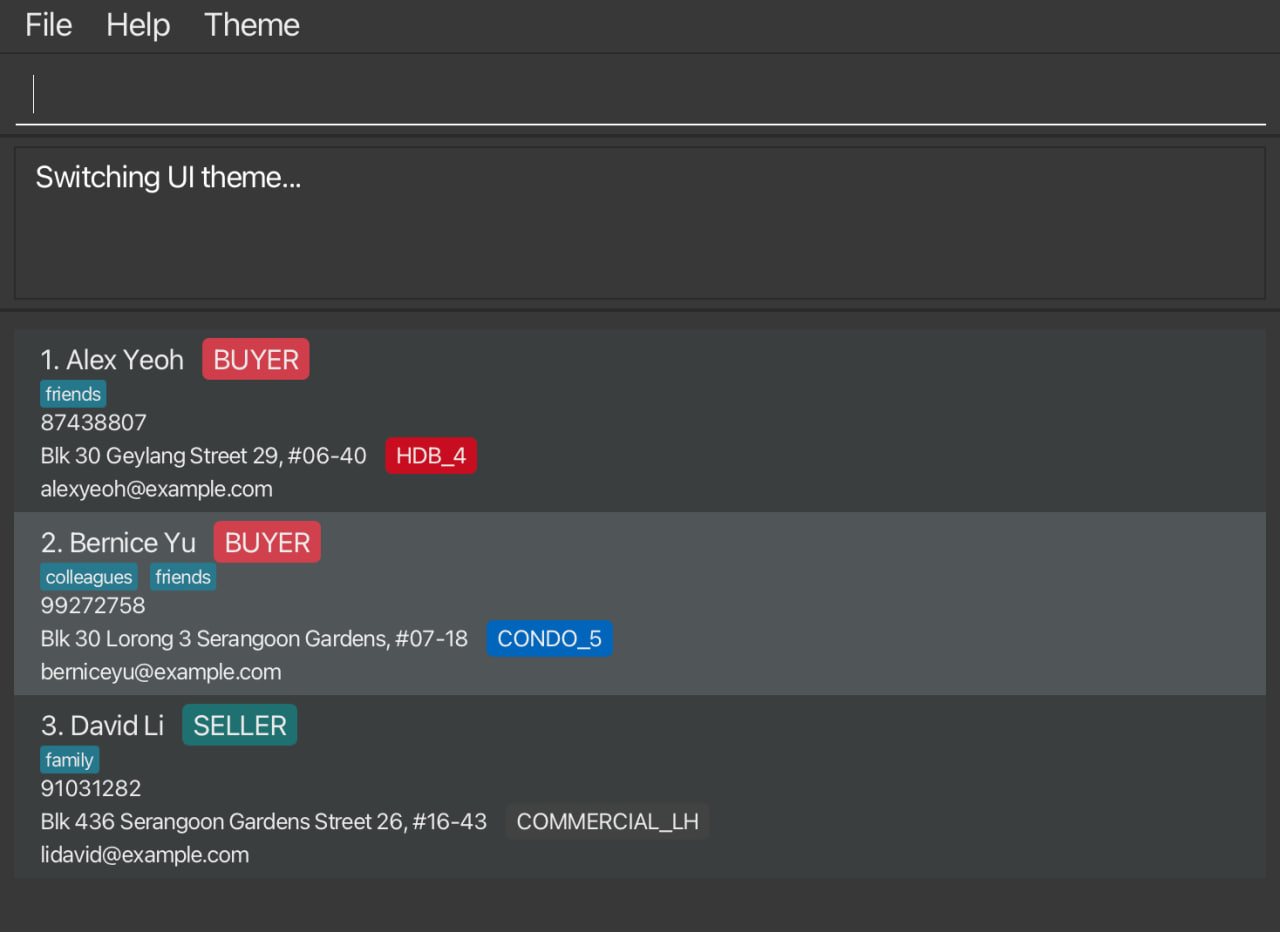 File Help Theme
Switching UI theme...
1. Alex Yeoh BUYER
friends
87438807
Blk 30 Geylang Street 29, #06-40 HDB_4
alexyeoh@example.com
2. Bernice Yu BUYER
colleagues friends
99272758
Blk 30 Lorong 3 Serangoon Gardens, #07-18 CONDO_5
berniceyu@example.com
3. David Li SELLER
family
91031282
Blk 436 Serangoon Gardens Street 26, #16-43 COMMERCIAL_LH
lidavid@example.com